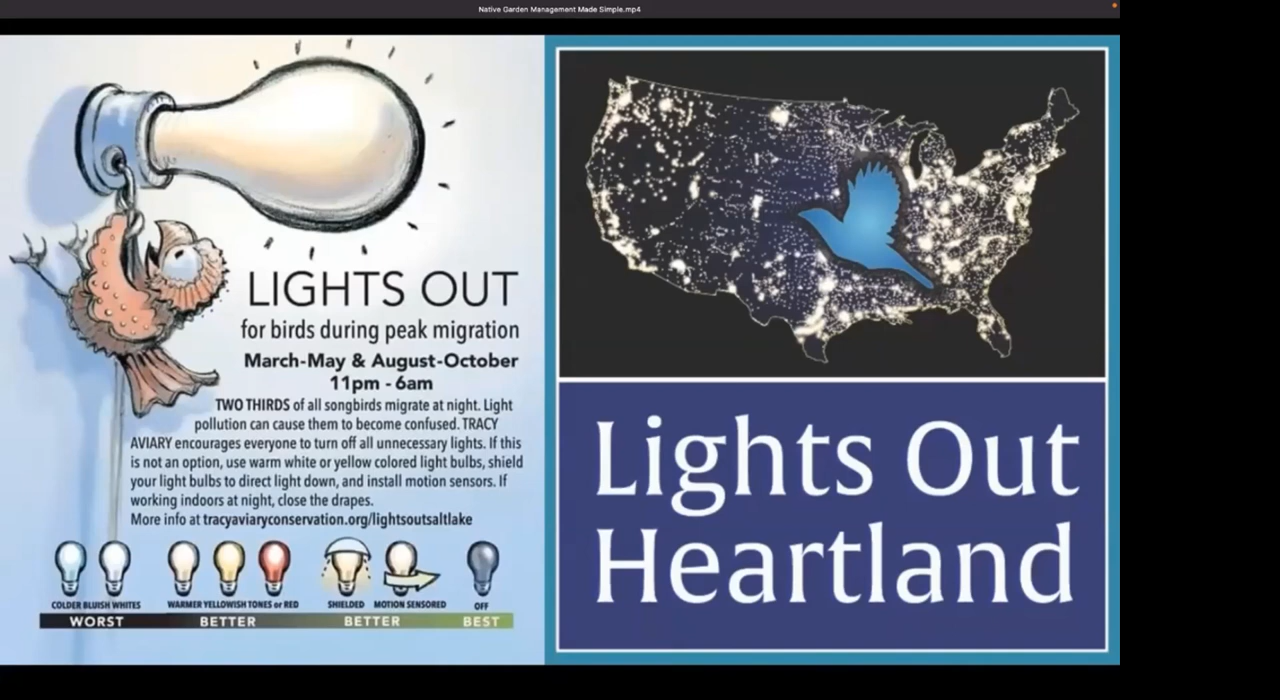 Native Garden Management Made Simple.mp4
LIGHTS OUT
for birds during peak migration
March-May & August-October
11pm - 6am
TWO THIRDS of all songbirds migrate at night. Light
pollution can cause them to become confused. TRACY
AVIARY encourages everyone to turn off all unnecessary lights. If this
is not an option, use warm white or yellow colored light bulbs, shield
your light bulbs to direct light down, and install motion sensors. If
working indoors at night, close the drapes.
More info at tracyaviaryconservation.org/lightsoutsaltlake
COLDER BLUISH WHITES
WARMER YELLOWISH TONES or RED
SHIELDED
MOTION SENSORED
OFF
WORST
BETTER
BETTER
BEST
Lights Out
Heartland